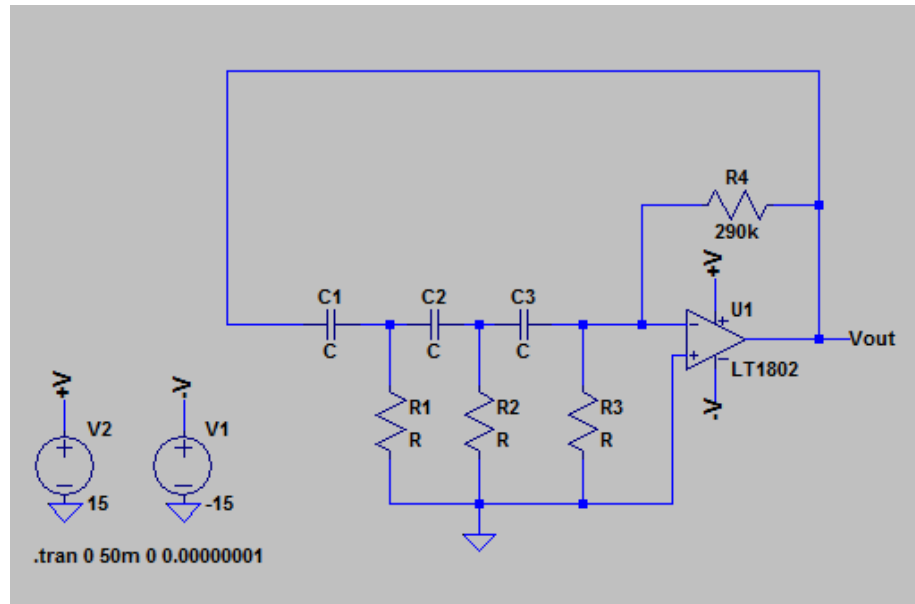 R4
290k
+V
C1
C2
C3
U1
−
+
C
C
C
+
−
Vout
LT1802
-V
+V
-V
V2
V1
R1
R2
R3
R
R
R
+
−
+
−
15
-15
.tran 0 50m 0 0.00000001